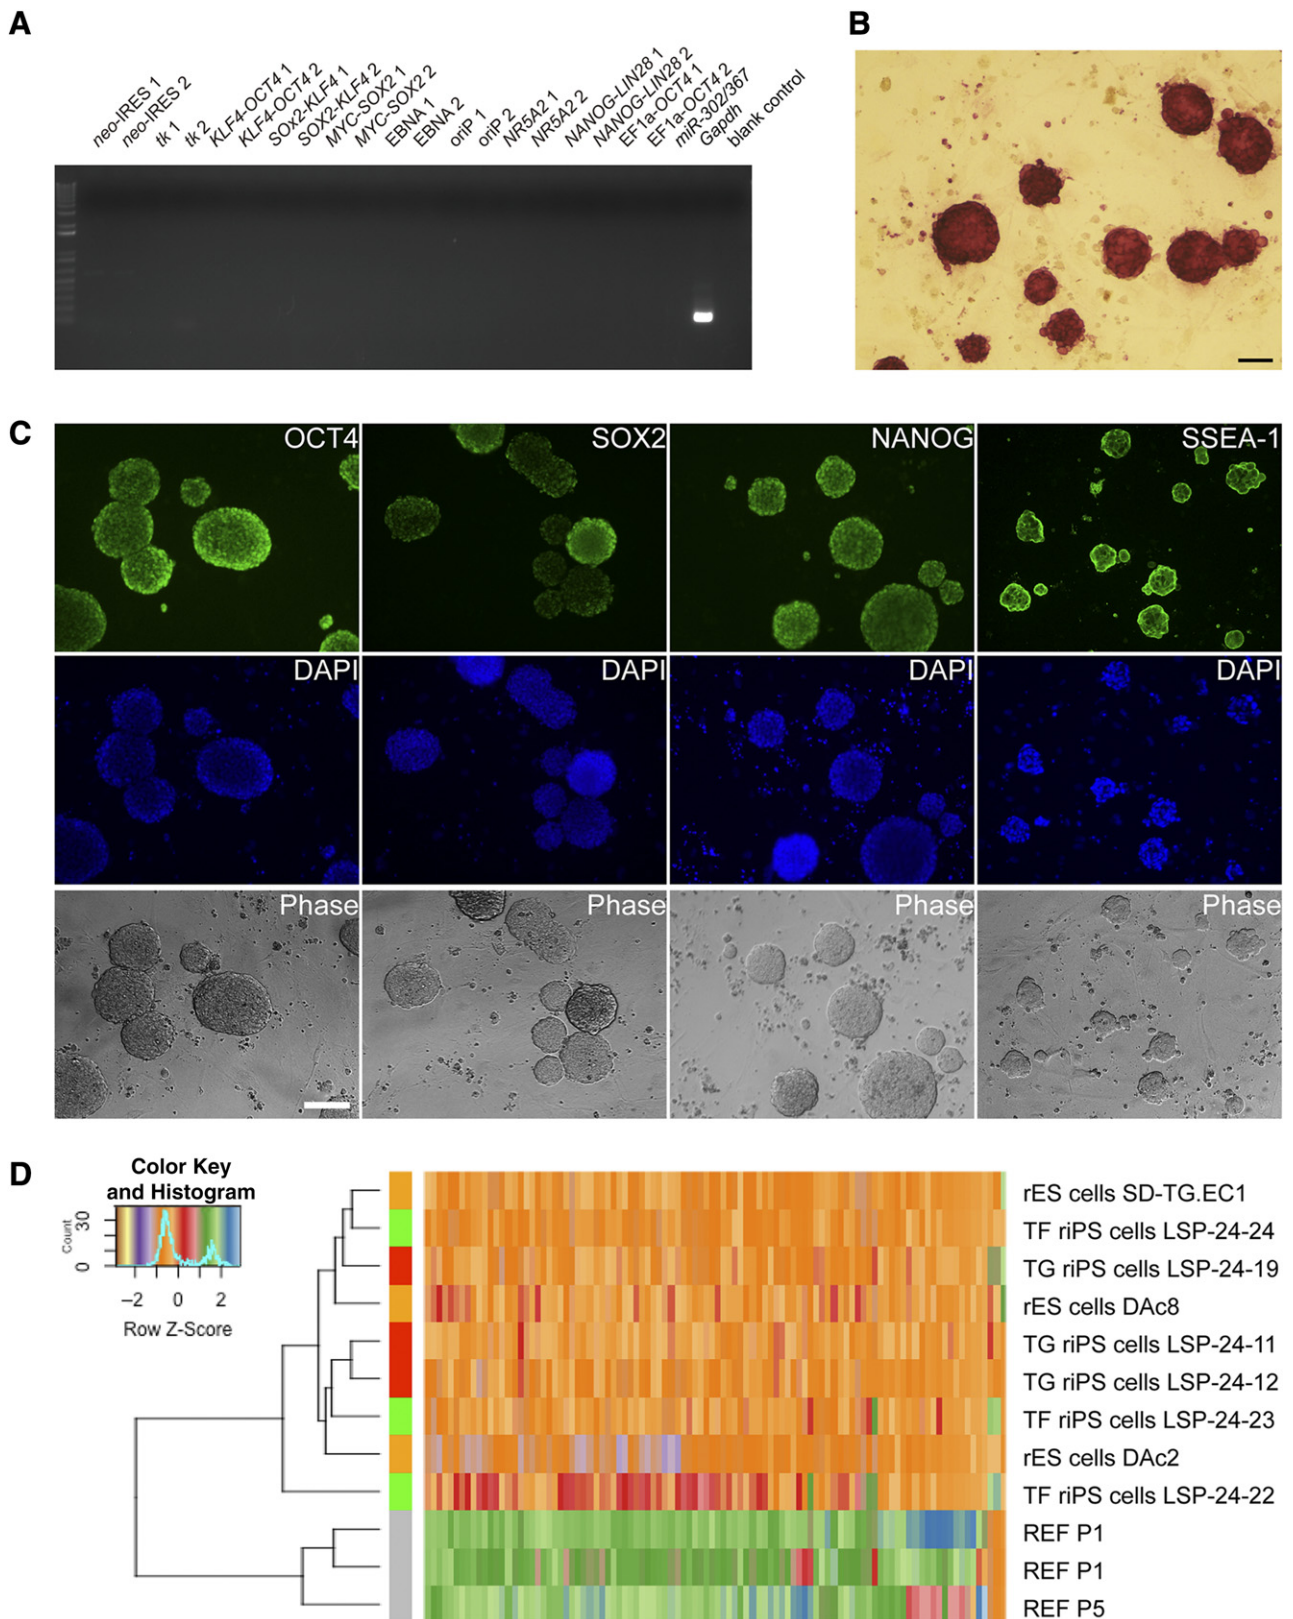 A
neo-IRES 1
neo-IRES 2
tk 1
tk 2
KLF4-OCT4 1
KLF4-OCT4 2
SOx2-KLF4 1
SOX2-KLF4 2
MYC-SOX2 1
MYC-SOX2 2
EBNA 1
EBNA 2
oriP 1
oriP 2
NR5A2 1
NR5A2 2
NANOG-LIN28 1
NANOG-LIN28 2
EF1a-OCT4 1
EF1a-OCT4 2
miR-302/367
Gapdh
blank control
B
C
OCT4
SOX2
NANOG
SSEA-1
DAPI
DAPI
DAPI
DAPI
Phase
Phase
Phase
Phase
D
Color Key
and Histogram
Count
0 30
−2 0 2
Row Z-Score
rES cells SD-TG.EC1
TF riPS cells LSP-24-24
TG riPS cells LSP-24-19
rES cells DAc8
TG riPS cells LSP-24-11
TG riPS cells LSP-24-12
TF riPS cells LSP-24-23
rES cells DAc2
TF riPS cells LSP-24-22
REF P1
REF P1
REF P5